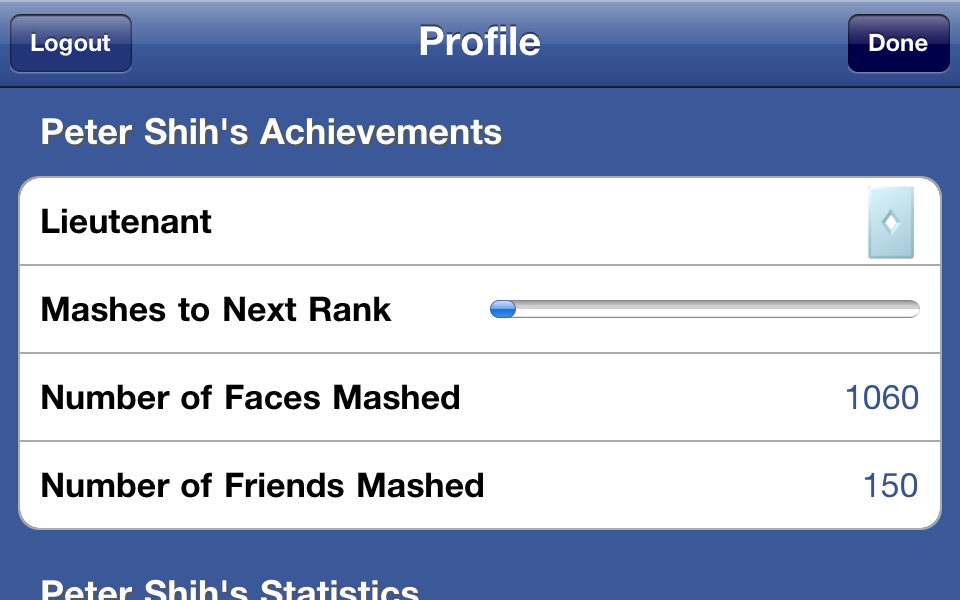 Logout
Profile
Done
Peter Shih's Achievements
Lieutenant
Mashes to Next Rank
Number of Faces Mashed
1060
Number of Friends Mashed
150
Peter Shih's Statistics